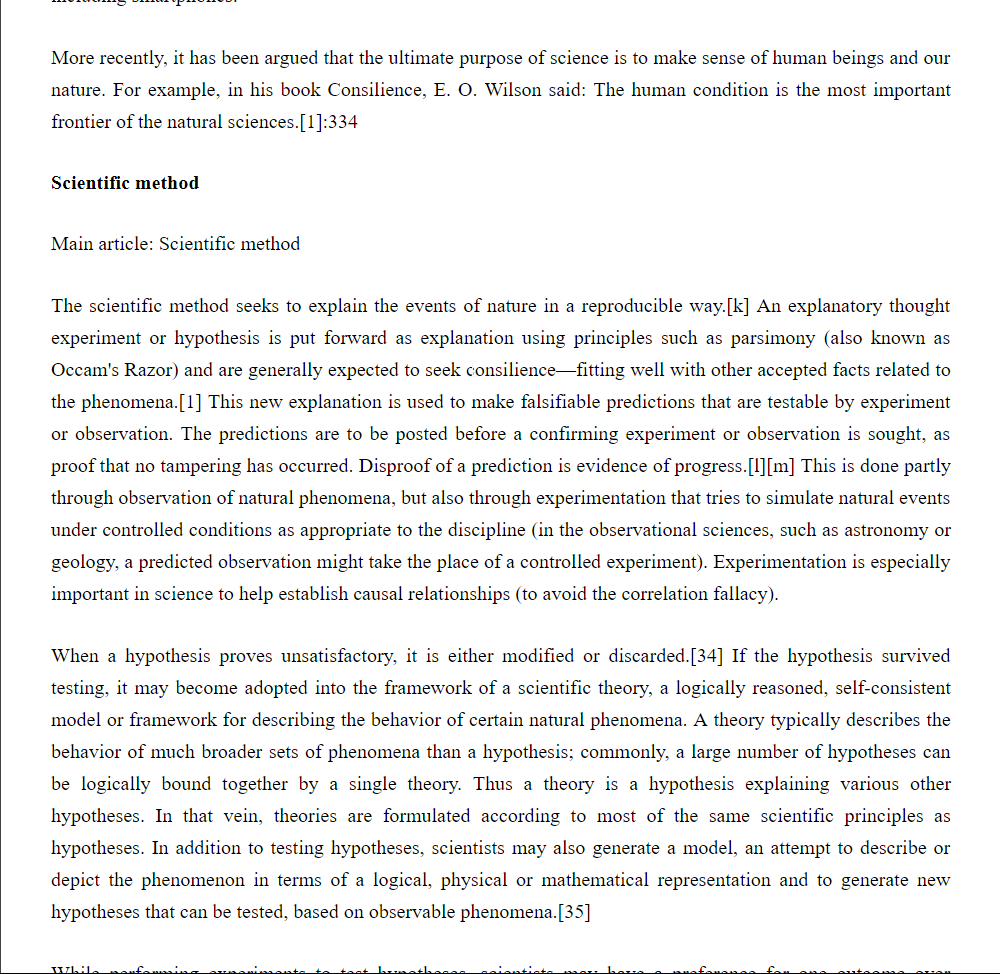 including smartphones.
More recently, it has been argued that the ultimate purpose of science is to make sense of human beings and our
nature. For example, in his book Consilience, E. O. Wilson said: The human condition is the most important
frontier of the natural sciences.[1]:334
Scientific method
Main article: Scientific method
The scientific method seeks to explain the events of nature in a reproducible way.[k] An explanatory thought
experiment or hypothesis is put forward as explanation using principles such as parsimony (also known as
Occam's Razor) and are generally expected to seek consilience—fitting well with other accepted facts related to
the phenomena.[1] This new explanation is used to make falsifiable predictions that are testable by experiment
or observation. The predictions are to be posted before a confirming experiment or observation is sought, as
proof that no tampering has occurred. Disproof of a prediction is evidence of progress.[l][m] This is done partly
through observation of natural phenomena, but also through experimentation that tries to simulate natural events
under controlled conditions as appropriate to the discipline (in the observational sciences, such as astronomy or
geology, a predicted observation might take the place of a controlled experiment). Experimentation is especially
important in science to help establish causal relationships (to avoid the correlation fallacy).
When a hypothesis proves unsatisfactory, it is either modified or discarded.[34] If the hypothesis survived
testing, it may become adopted into the framework of a scientific theory, a logically reasoned, self-consistent
model or framework for describing the behavior of certain natural phenomena. A theory typically describes the
behavior of much broader sets of phenomena than a hypothesis; commonly, a large number of hypotheses can
be logically bound together by a single theory. Thus a theory is a hypothesis explaining various other
hypotheses. In that vein, theories are formulated according to most of the same scientific principles as
hypotheses. In addition to testing hypotheses, scientists may also generate a model, an attempt to describe or
depict the phenomenon in terms of a logical, physical or mathematical representation and to generate new
hypotheses that can be tested, based on observable phenomena.[35]
While performing experiments to test hypotheses, scientists may have a preference for one outcome over